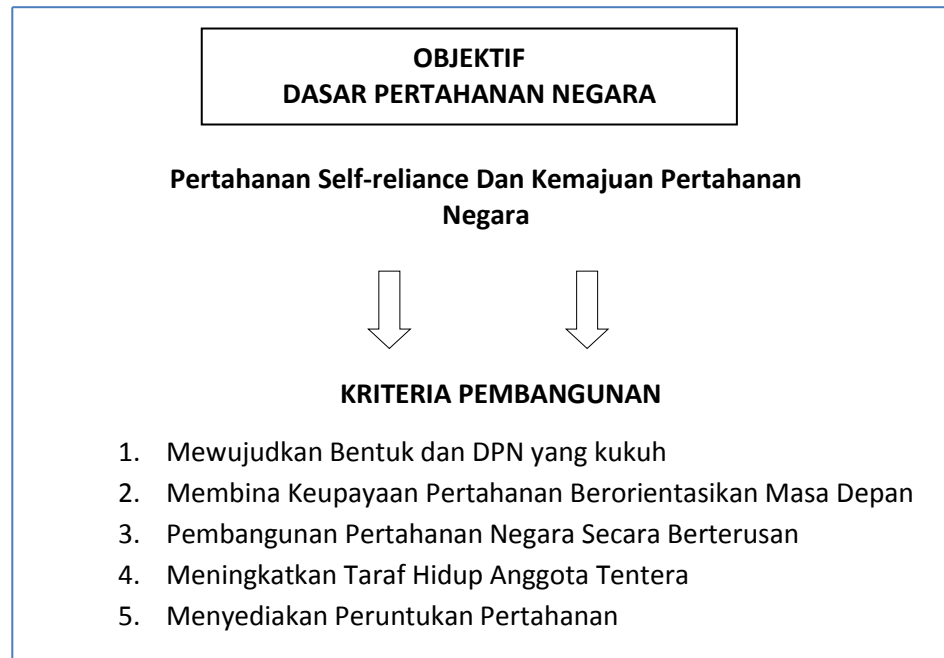 OBJEKTIF
DASAR PERTAHANAN NEGARA
Pertahanan Self-reliance Dan Kemajuan Pertahanan
Negara
KRITERIA PEMBANGUNAN
1. Mewujudkan Bentuk dan DPN yang kukuh
2. Membina Keupayaan Pertahanan Berorientasikan Masa Depan
3. Pembangunan Pertahanan Negara Secara Berterusan
4. Meningkatkan Taraf Hidup Anggota Tentera
5. Menyediakan Peruntukan Pertahanan